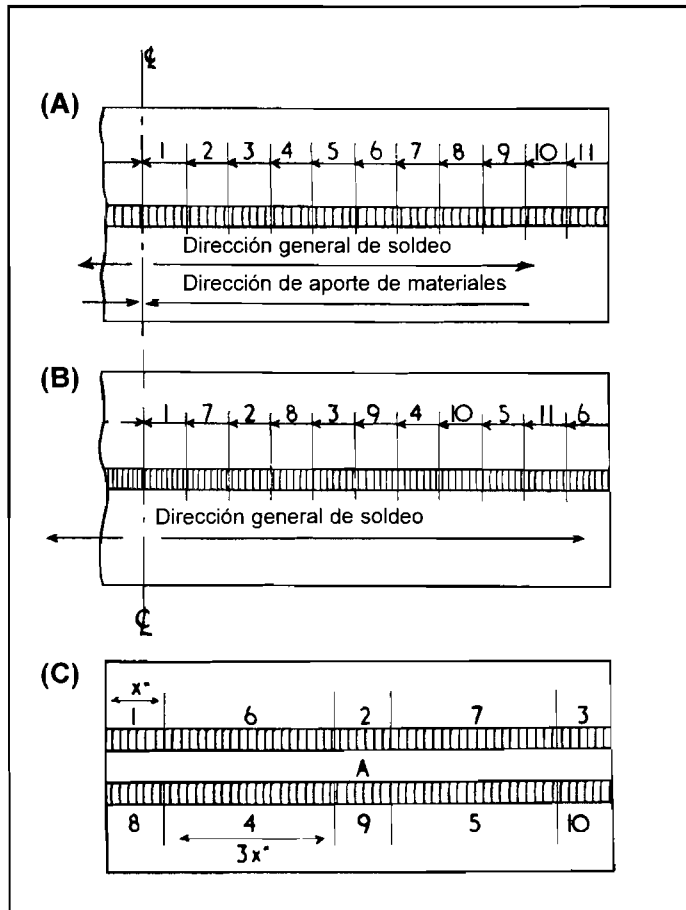 ℄
(A)
1 2 3 4 5 6 7 8 9 10 11
Dirección general de soldeo
Dirección de aporte de materiales
(B)
1 7 2 8 3 9 4 10 5 11 6
Dirección general de soldeo
℄
(C)
x"
1 6 2 7 3
A
8 4 9 5 10
3x"